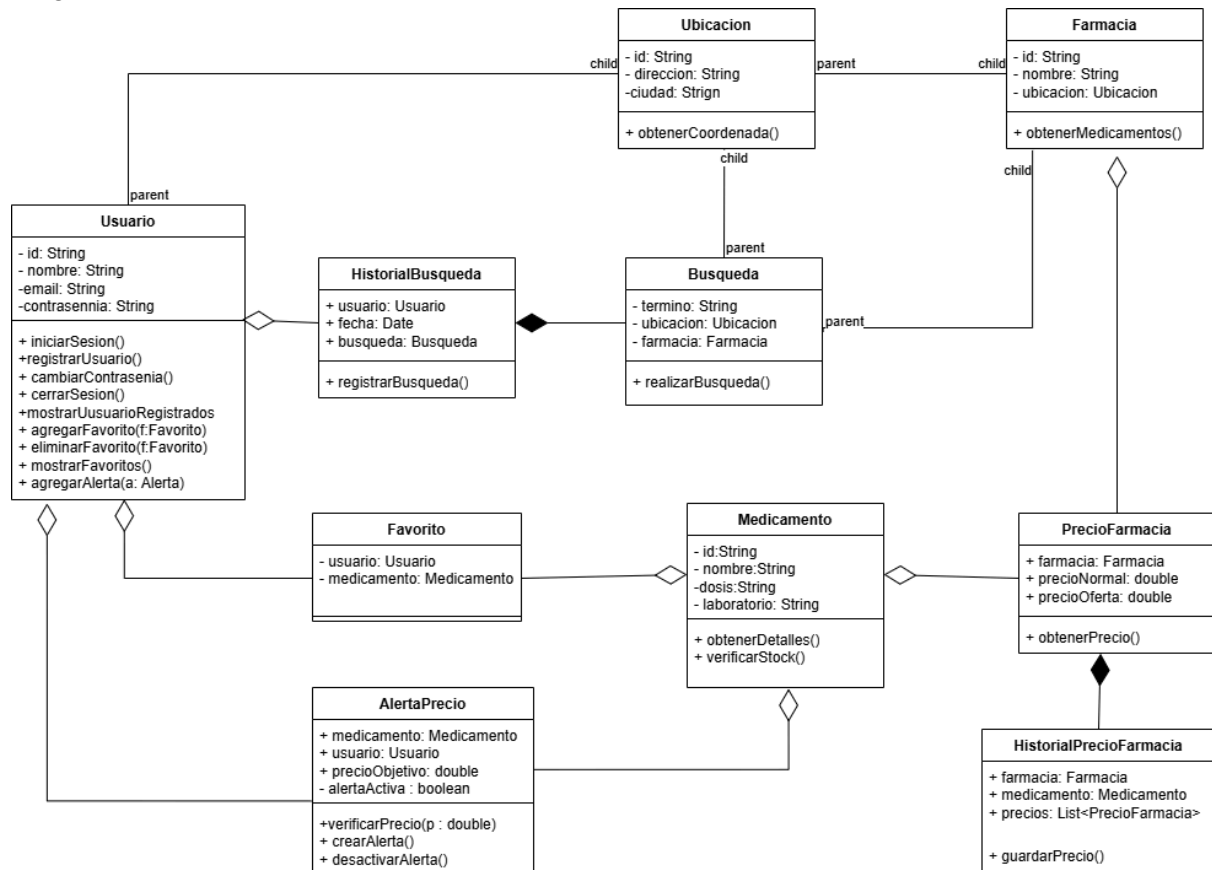 Ubicacion
- id: String
- direccion: String
-ciudad: Strign
+ obtenerCoordenada()
Farmacia
- id: String
- nombre: String
- ubicacion: Ubicacion
+ obtenerMedicamentos()
child
parent
child
child
child
parent
parent
parent
Usuario
- id: String
- nombre: String
-email: String
-contrasennia: String
+ iniciarSesion()
+registrarUsuario()
+ cambiarContrasenia()
+ cerrarSesion()
+mostrarUusuarioRegistrados
+ agregarFavorito(f:Favorito)
+ eliminarFavorito(f:Favorito)
+ mostrarFavoritos()
+ agregarAlerta(a: Alerta)
HistorialBusqueda
+ usuario: Usuario
+ fecha: Date
+ busqueda: Busqueda
+ registrarBusqueda()
Busqueda
- termino: String
- ubicacion: Ubicacion
- farmacia: Farmacia
+ realizarBusqueda()
Favorito
- usuario: Usuario
- medicamento: Medicamento
Medicamento
- id:String
- nombre:String
-dosis:String
- laboratorio: String
+ obtenerDetalles()
+ verificarStock()
PrecioFarmacia
+ farmacia: Farmacia
+ precioNormal: double
+ precioOferta: double
+ obtenerPrecio()
AlertaPrecio
+ medicamento: Medicamento
+ usuario: Usuario
+ precioObjetivo: double
- alertaActiva : boolean
+verificarPrecio(p : double)
+ crearAlerta()
+ desactivarAlerta()
HistorialPrecioFarmacia
+ farmacia: Farmacia
+ medicamento: Medicamento
+ precios: List<PrecioFarmacia>
+ guardarPrecio()